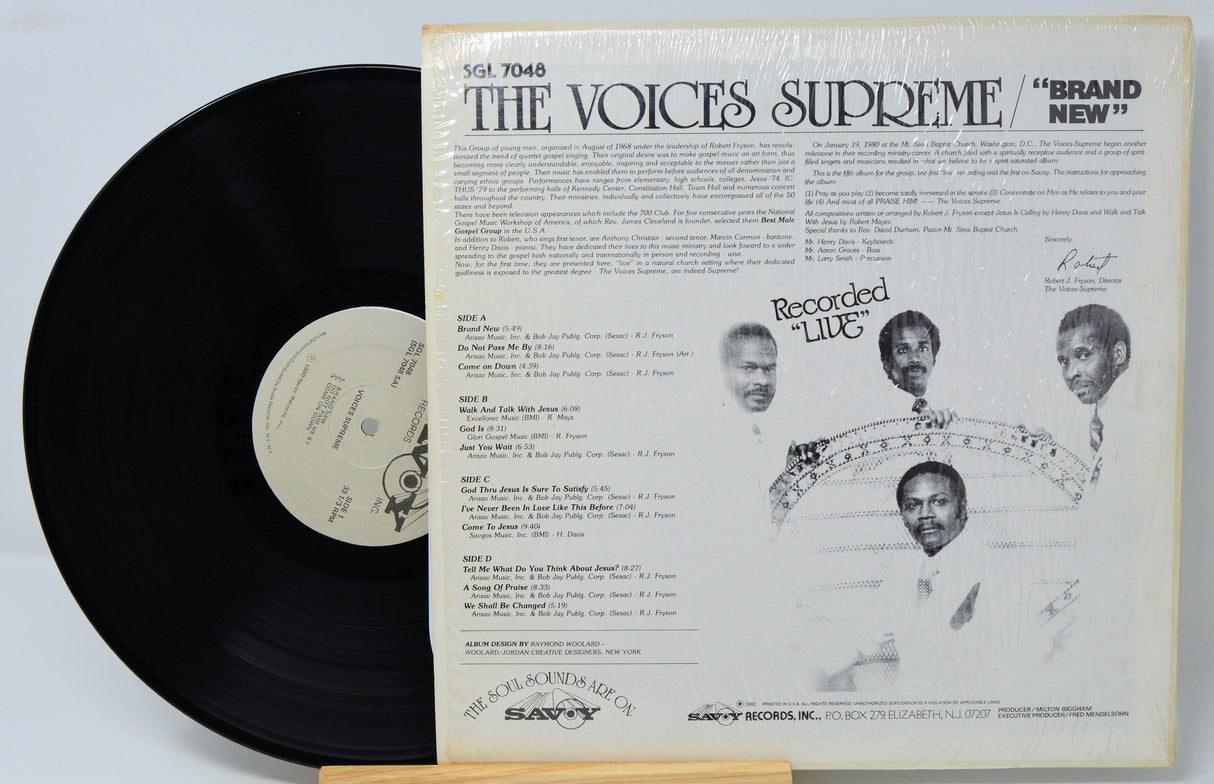 SGL 7048
THE VOICES SUPREME / "BRAND NEW"
This Group of young men, organized in August of 1968 under the leadership of Robert Fryson, has revolu-
tionized the trend of quartet gospel singing. Their original desire was to make gospel music an art form, thus
becoming more clearly understandable, enjoyable, inspiring and acceptable to the masses rather than just a
small segment of people. Their music has enabled them to perform before audiences of all denomination and
varying ethnic groups. Performances have ranges from elementary, high schools, colleges, Jesus '74, IC-
THUS '79 to the performing halls of Kennedy Center, Constitution Hall, Town Hall and numerous concert
halls throughout the country. Their ministries, individually and collectively have encompassed all of the 50
states and beyond.
There have been television appearances which include the 700 Club. For five consecutive years the National
Gospel Music Workshop of America, of which Rev. James Cleveland is founder, selected them Best Male
Gospel Group in the U.S.A.
In addition to Robert, who sings first tenor, are Anthony Christian - second tenor, Marvin Carmon - baritone,
and Henry Davis - pianist. They have dedicated their lives to this music ministry and look foward to a wider
spreading to the gospel both nationally and internationally in person and recording - wise
Now, for the first time, they are presented here, "live" in a natural church setting where their dedicated
godliness is exposed to the greatest degree - The Voices Supreme, are indeed Supreme!
On January 19, 1980 at the Mt. Sinai Baptist Church, Washington, D.C., The Voices-Supreme began another
milestone in their recording ministry-career. A church filled with a spiritually receptive audience and a group of spirit-
filled singers and musicians resulted in what we believe to be a spirit-saturated album.
This is the fifth album for the group, the first "live" recording and the first on Savoy. The instructions for approaching
the album:
(1) Pray as you play (2) become totally immersed in the service (3) Concentrate on Him as He relates to you and your
life (4) And most of all PRAISE HIM! — — The Voices Supreme
All compositions written or arranged by Robert J. Fryson except Jesus Is Calling by Henry Davis and Walk and Talk
With Jesus by Robert Mayes.
Special thanks to Rev. David Durham, Pastor-Mt. Sinai Baptist Church.
Mr. Henry Davis - Keyboards
Mr. Aaron Graves - Bass
Mr. Larry Smith - Percussion
Sincerely,
Robert
Robert J. Fryson, Director
The Voices-Supreme
Recorded
"LIVE"
SIDE A
Brand New (5:49)
Arisav Music, Inc. & Bob Jay Publg. Corp. (Sesac) - R.J. Fryson
Do Not Pass Me By (8:16)
Arisav Music, Inc. & Bob Jay Publg. Corp. (Sesac) - R.J. Fryson (Arr)
Come on Down (4:39)
Arisav Music, Inc. & Bob Jay Publg. Corp. (Sesac) - R.J. Fryson
SIDE B
Walk And Talk With Jesus (6:08)
Excellorec Music (BMI) - R. Mays
God Is (8:31)
Glori Gospel Music (BMI) - R. Fryson
Just You Wait (6:53)
Arisav Music, Inc. & Bob Jay Publg. Corp. (Sesac) - R.J. Fryson
SIDE C
God Thru Jesus Is Sure To Satisfy (5:45)
Arisav Music, Inc. & Bob Jay Publg. Corp. (Sesac) - R.J. Fryson
I've Never Been In Love Like This Before (7:04)
Arisav Music, Inc. & Bob Jay Publg. Corp. (Sesac) - R.J. Fryson
Come To Jesus (9:40)
Savgos Music, Inc. (BMI) - H. Davis
SIDE D
Tell Me What Do You Think About Jesus? (8:27)
Arisav Music, Inc. & Bob Jay Publg. Corp. (Sesac) - R.J. Fryson
A Song Of Praise (8:33)
Arisav Music, Inc. & Bob Jay Publg. Corp. (Sesac) - R.J. Fryson
We Shall Be Changed (5:19)
Arisav Music, Inc. & Bob Jay Publg. Corp. (Sesac) - R.J. Fryson
ALBUM DESIGN BY RAYMOND WOOLARD –
WOOLARD/JORDAN CREATIVE DESIGNERS, NEW YORK
THE SOUL SOUNDS ARE ON:
SAVOY
℗ 1980 PRINTED IN U.S.A. ALL RIGHTS RESERVED. UNAUTHORIZED DUPLICATION IS A VIOLATION OF APPLICABLE LAWS.
SAVOY RECORDS, INC., P.O. BOX 279, ELIZABETH, N.J. 07207
PRODUCER / MILTON BIGGHAM
EXECUTIVE PRODUCER / FRED MENDELSOHN
SGL 7048
(SGL 7048 SA)
VOICES SUPREME
BRAND NEW
DO NOT PASS ME BY
COME ON DOWN
RECORDS
INC.
SIDE 1
33 1/3 RPM